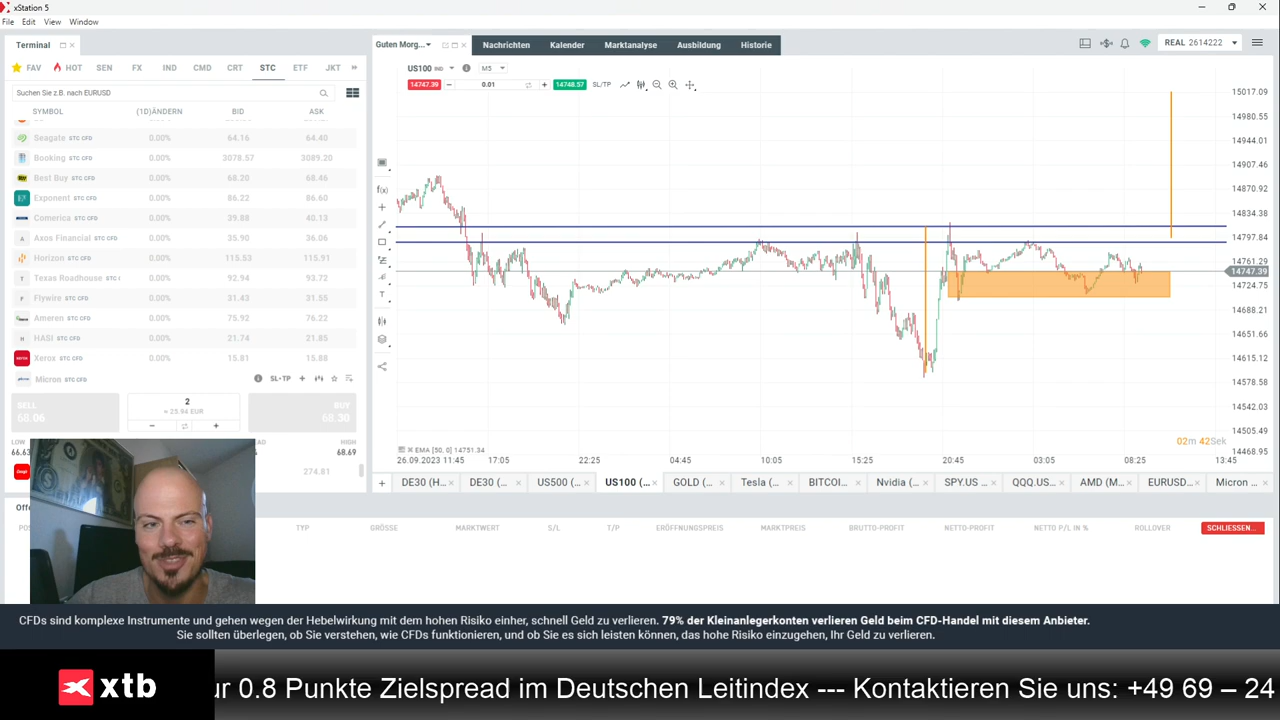 xStation 5
File Edit View Window
Terminal
FAV HOT SEN FX IND CMD CRT STC ETF JKT
Suchen Sie z.B. nach EURUSD
SYMBOL (1D)ÄNDERN BID ASK
Seagate STC CFD 0.00% 64.16 64.40
Booking STC CFD 0.00% 3078.57 3089.20
Best Buy STC CFD 0.00% 68.20 68.46
Exponent STC CFD 0.00% 86.22 86.60
Comerica STC CFD 0.00% 39.88 40.13
Axos Financial STC CFD 0.00% 35.90 36.06
Horizon STC CFD 0.00% 115.53 115.91
Texas Roadhouse STC 0.00% 92.94 93.72
Flywire STC CFD 0.00% 31.43 31.55
Ameren STC CFD 0.00% 75.92 76.22
HASI STC CFD 0.00% 21.74 21.85
Xerox STC CFD 0.00% 15.81 15.88
Micron STC CFD SL+TP
SELL 68.06
2
≈ 25.94 EUR
BUY 68.30
LOW HIGH
66.63 68.69
274.81
Guten Morg... Nachrichten Kalender Marktanalyse Ausbildung Historie REAL 2614222
US100 IND M5
14747.39 0.01 14748.57 SL/TP
15017.09
14980.55
14944.01
14907.46
14870.92
14834.38
14797.84
14761.29
14747.39
14724.75
14688.21
14651.66
14615.12
14578.58
14542.03
14505.49
14468.95
02m 42Sek
EMA [50, 0] 14751.34
26.09.2023 11:45 17:05 22:25 04:45 10:05 15:25 20:45 03:05 08:25 13:45
DE30 (H... DE30 (... US500 (... US100 (... GOLD (... Tesla (... BITCOI... Nvidia (... SPY.US ... QQQ.US... AMD (M... EURUSD... Micron ...
TYP GRÖSSE MARKTWERT S/L T/P ERÖFFNUNGSPREIS MARKTPREIS BRUTTO-PROFIT NETTO-PROFIT NETTO P/L IN % ROLLOVER SCHLIESSEN...
CFDs sind komplexe Instrumente und gehen wegen der Hebelwirkung mit dem hohen Risiko einher, schnell Geld zu verlieren. 79% der Kleinanlegerkonten verlieren Geld beim CFD-Handel mit diesem Anbieter.
Sie sollten überlegen, ob Sie verstehen, wie CFDs funktionieren, und ob Sie es sich leisten können, das hohe Risiko einzugehen, Ihr Geld zu verlieren.
xtb
ur 0.8 Punkte Zielspread im Deutschen Leitindex --- Kontaktieren Sie uns: +49 69 – 24